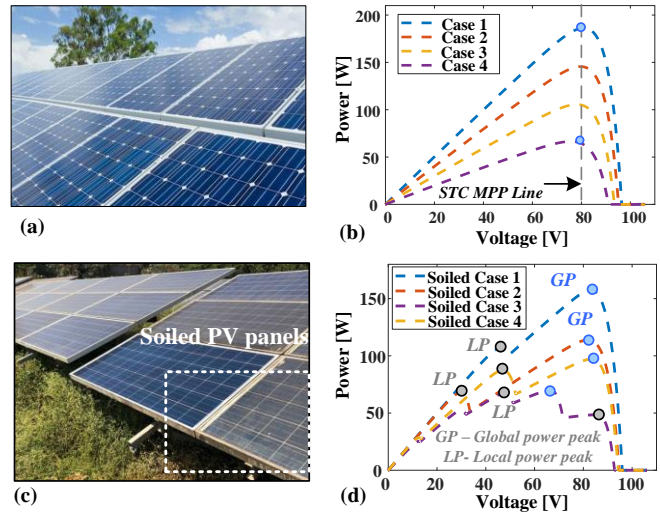 (a)
Power [W]
200
150
100
50
0
Case 1
Case 2
Case 3
Case 4
STC MPP Line
0 20 40 60 80 100
Voltage [V]
(b)
Soiled PV panels
(c)
Power [W]
150
100
50
0
Soiled Case 1
Soiled Case 2
Soiled Case 3
Soiled Case 4
GP
GP
LP
LP
LP
GP – Global power peak
LP- Local power peak
0 20 40 60 80 100
Voltage [V]
(d)